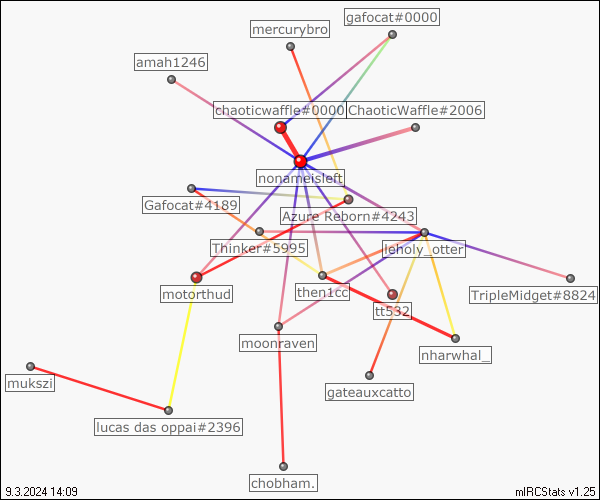 gafocat#0000
mercurybro
amah1246
chaoticwaffle#0000
ChaoticWaffle#2006
nonameisleft
Gafocat#4189
Azure Reborn#4243
Thinker#5995
leholy_otter
motorthud
then1cc
TripleMidget#8824
tt532
moonraven
nharwhal_
mukszi
gateauxcatto
lucas das oppai#2396
chobham.
9.3.2024 14:09
mIRCStats v1.25